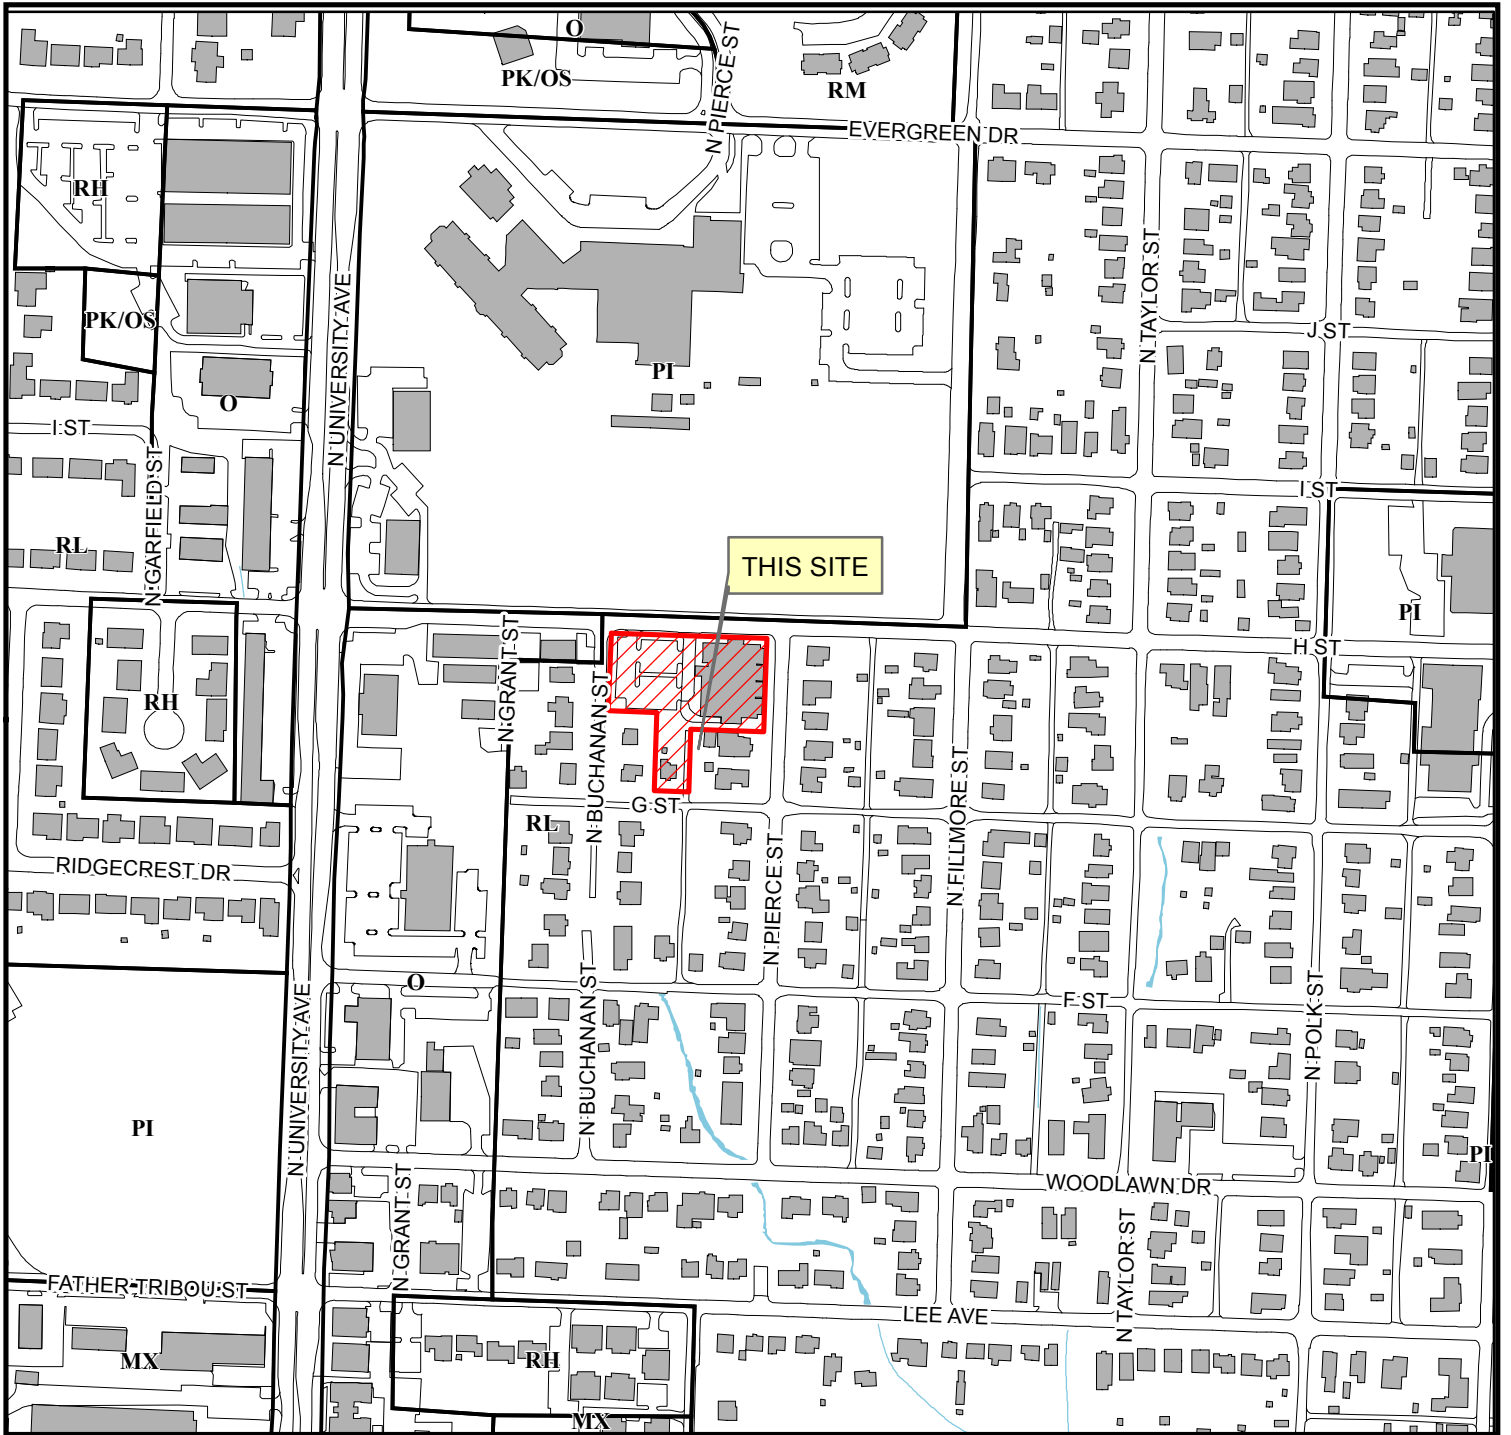 O
PK/OS
N PIERCE ST
RM
EVERGREEN DR
RH
N TAYLOR ST
N UNIVERSITY AVE
PK/OS
J ST
PI
O
I ST
N GARFIELD ST
I ST
RL
THIS SITE
PI
N GRANT ST
H ST
RH
N BUCHANAN ST
G ST
RL
N FILLMORE ST
RIDGECREST DR
N PIERCE ST
O
F ST
N BUCHANAN ST
N POLK ST
N UNIVERSITY AVE
PI
PI
WOODLAWN DR
N GRANT ST
N TAYLOR ST
FATHER TRIBOU ST
LEE AVE
MX
RH
MX